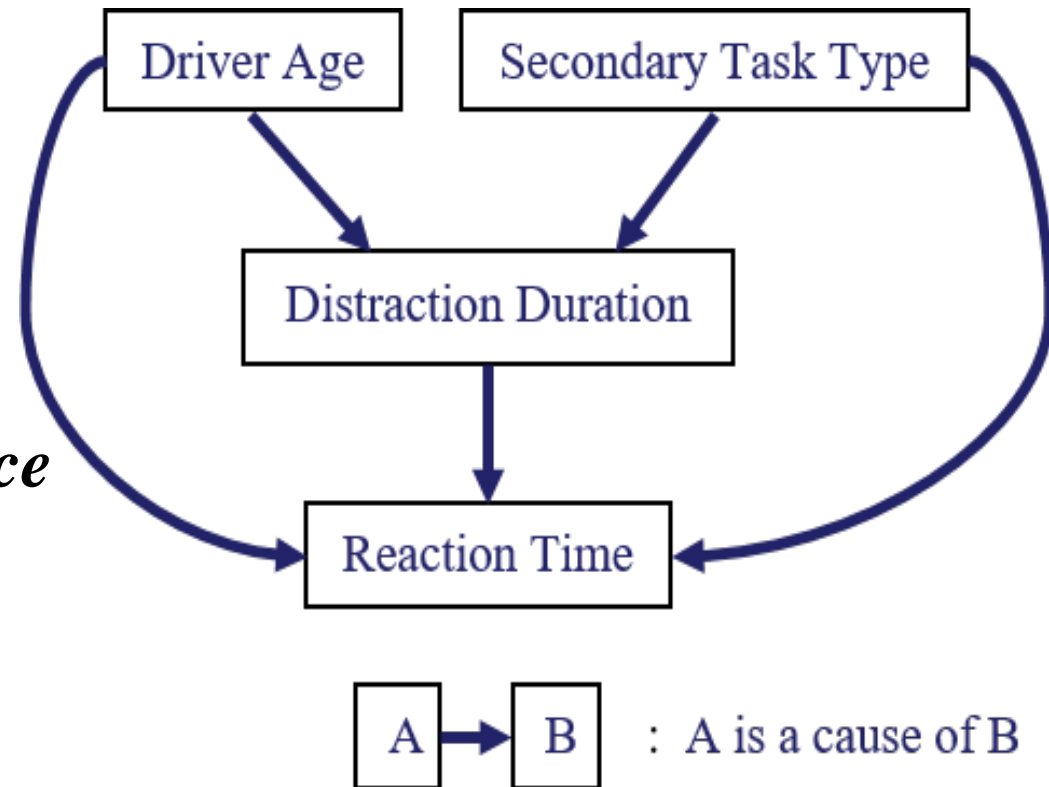 Driver Age
Secondary Task Type
Distraction Duration
ce
Reaction Time
A B : A is a cause of B